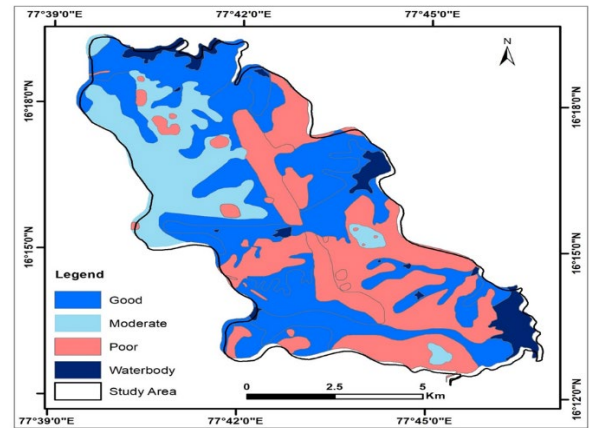 77°39'0"E 77°42'0"E 77°45'0"E
N
16°18'0"N 16°18'0"N
16°15'0"N 16°15'0"N
Legend
Good
Moderate
Poor
Waterbody
Study Area
0 2.5 5
Km
16°12'0"N
77°39'0"E 77°42'0"E 77°45'0"E